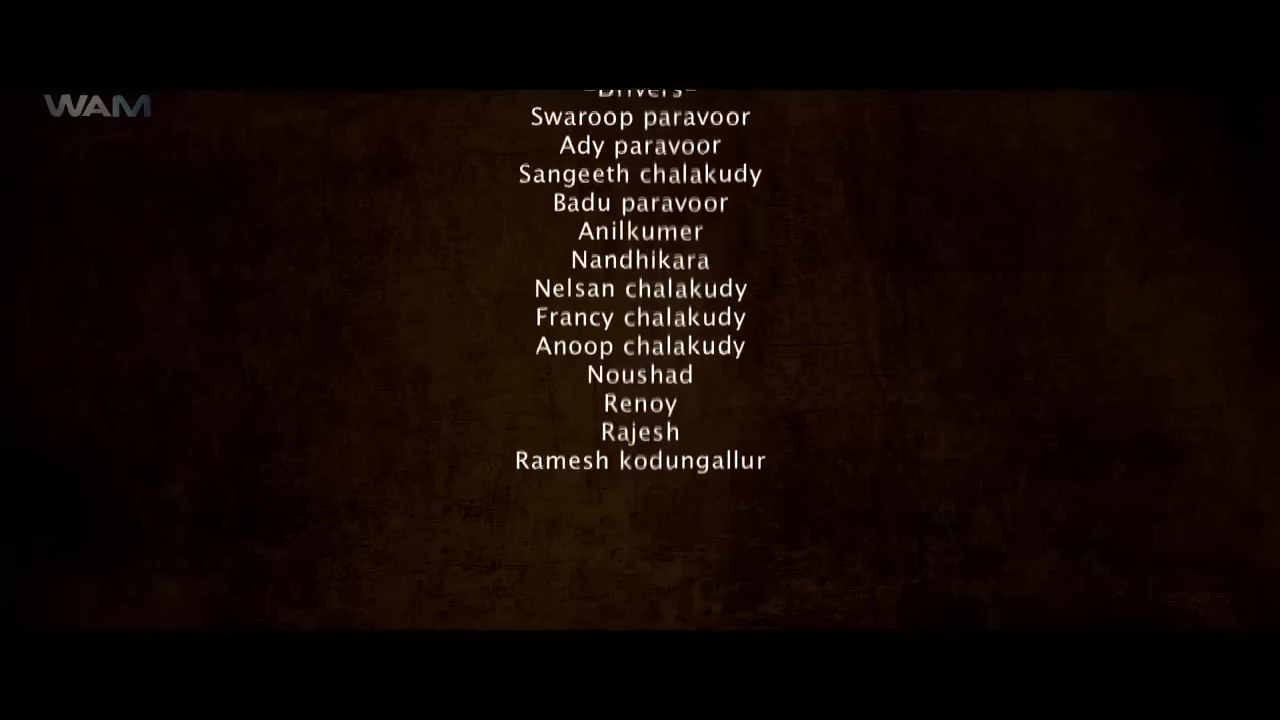 WAM
-Drivers-
Swaroop paravoor
Ady paravoor
Sangeeth chalakudy
Badu paravoor
Anilkumer
Nandhikara
Nelsan chalakudy
Francy chalakudy
Anoop chalakudy
Noushad
Renoy
Rajesh
Ramesh kodungallur